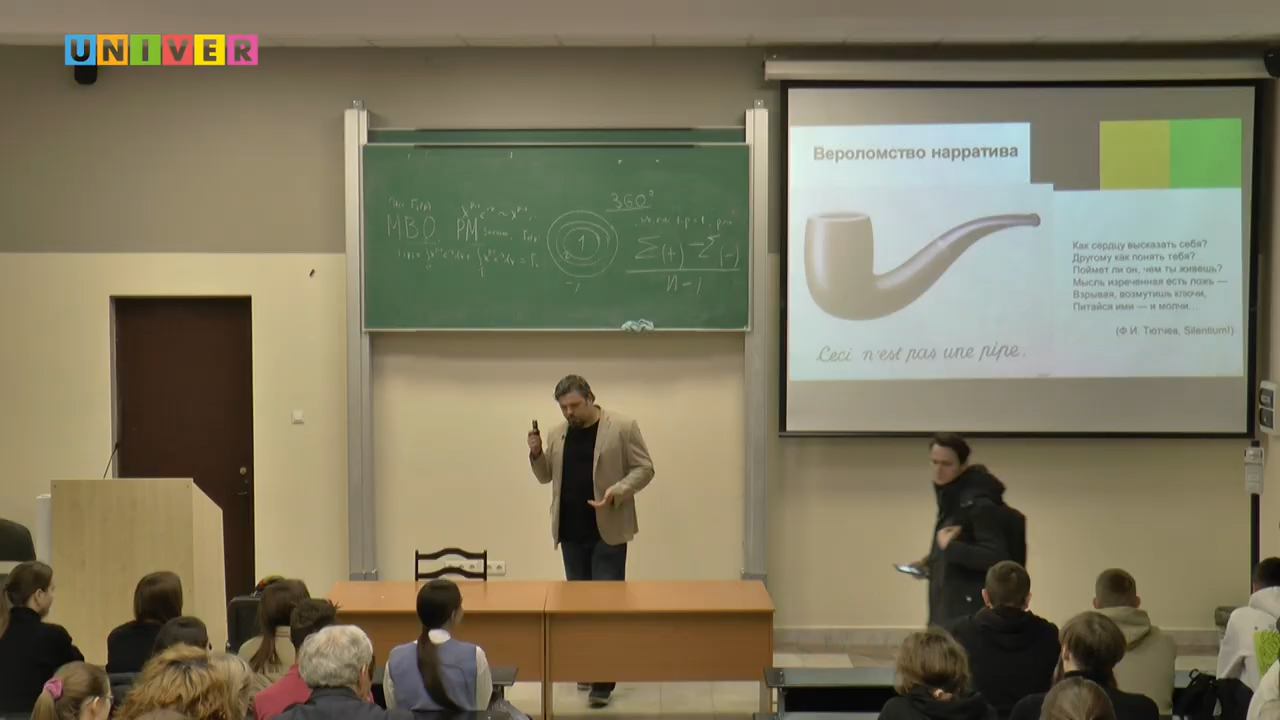 UNIVER
МВО РМ
360°
1
Σ(+) - Σ(-)
n-1
Вероломство нарратива
Ceci n'est pas une pipe.
Как сердцу высказать себя?
Другому как понять тебя?
Поймет ли он, чем ты живешь?
Мысль изреченная есть ложь —
Взрывая, возмутишь ключи,
Питайся ими — и молчи...
(Ф.И. Тютчев, Silentium!)